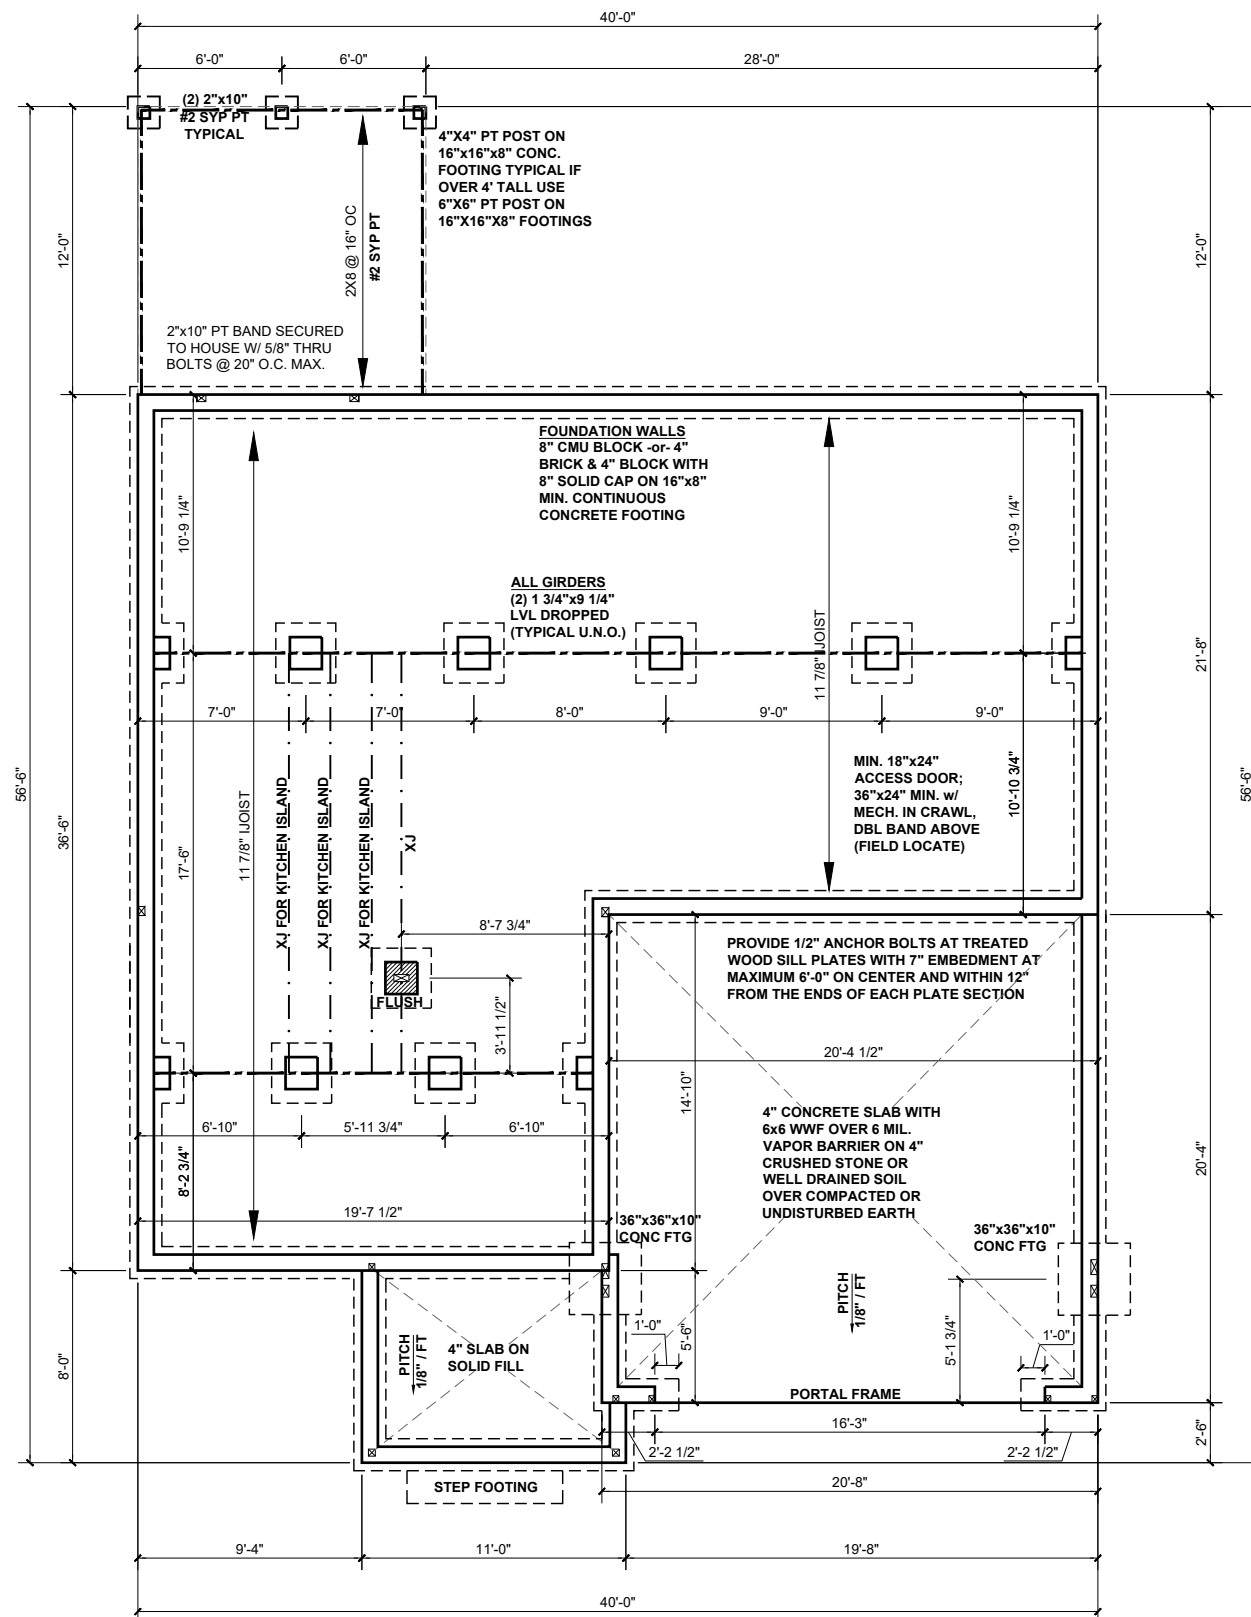 40'-0"
6'-0"
6'-0"
28'-0"
(2) 2"x10"
#2 SYP PT
TYPICAL
4"X4" PT POST ON
16"x16"x8" CONC.
FOOTING TYPICAL IF
OVER 4' TALL USE
6"X6" PT POST ON
16"X16"X8" FOOTINGS
12'-0"
2X8 @ 16" OC
#2 SYP PT
12'-0"
2"x10" PT BAND SECURED
TO HOUSE W/ 5/8" THRU
BOLTS @ 20" O.C. MAX.
FOUNDATION WALLS
8" CMU BLOCK -or- 4"
BRICK & 4" BLOCK WITH
8" SOLID CAP ON 16"x8"
MIN. CONTINUOUS
CONCRETE FOOTING
10'-9 1/4"
10'-9 1/4"
ALL GIRDERS
(2) 1 3/4"x9 1/4"
LVL DROPPED
(TYPICAL U.N.O.)
11 7/8" IJOIST
21'-8"
7'-0"
7'-0"
8'-0"
9'-0"
9'-0"
56'-6"
36'-6"
17'-6"
11 7/8" IJOIST
XJ FOR KITCHEN ISLAND
XJ FOR KITCHEN ISLAND
XJ FOR KITCHEN ISLAND
XJ
MIN. 18"x24"
ACCESS DOOR;
36"x24" MIN. w/
MECH. IN CRAWL,
DBL BAND ABOVE
(FIELD LOCATE)
10'-10 3/4"
56'-6"
8'-7 3/4"
PROVIDE 1/2" ANCHOR BOLTS AT TREATED
WOOD SILL PLATES WITH 7" EMBEDMENT AT
MAXIMUM 6'-0" ON CENTER AND WITHIN 12"
FROM THE ENDS OF EACH PLATE SECTION
FLUSH
3'-11 1/2"
20'-4 1/2"
14'-10"
4" CONCRETE SLAB WITH
6x6 WWF OVER 6 MIL.
VAPOR BARRIER ON 4"
CRUSHED STONE OR
WELL DRAINED SOIL
OVER COMPACTED OR
UNDISTURBED EARTH
20'-4"
6'-10"
5'-11 3/4"
6'-10"
8'-2 3/4"
19'-7 1/2"
36"x36"x10"
CONC FTG
36"x36"x10"
CONC FTG
8'-0"
PITCH
1/8" / FT
4" SLAB ON
SOLID FILL
1'-0"
5'-6"
PITCH
1/8" / FT
5'-1 3/4"
1'-0"
PORTAL FRAME
16'-3"
2'-2 1/2"
2'-2 1/2"
2'-6"
STEP FOOTING
20'-8"
9'-4"
11'-0"
19'-8"
40'-0"